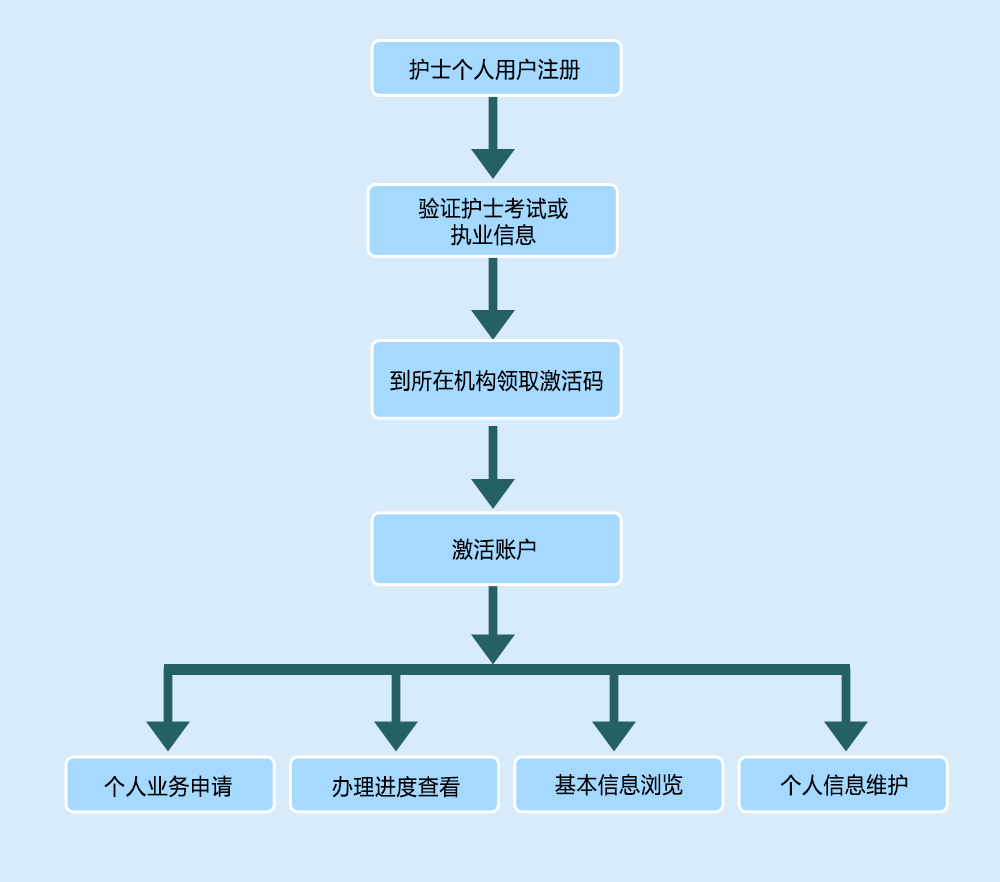 护士个人用户注册
验证护士考试或
执业信息
到所在机构领取激活码
激活账户
个人业务申请
办理进度查看
基本信息浏览
个人信息维护